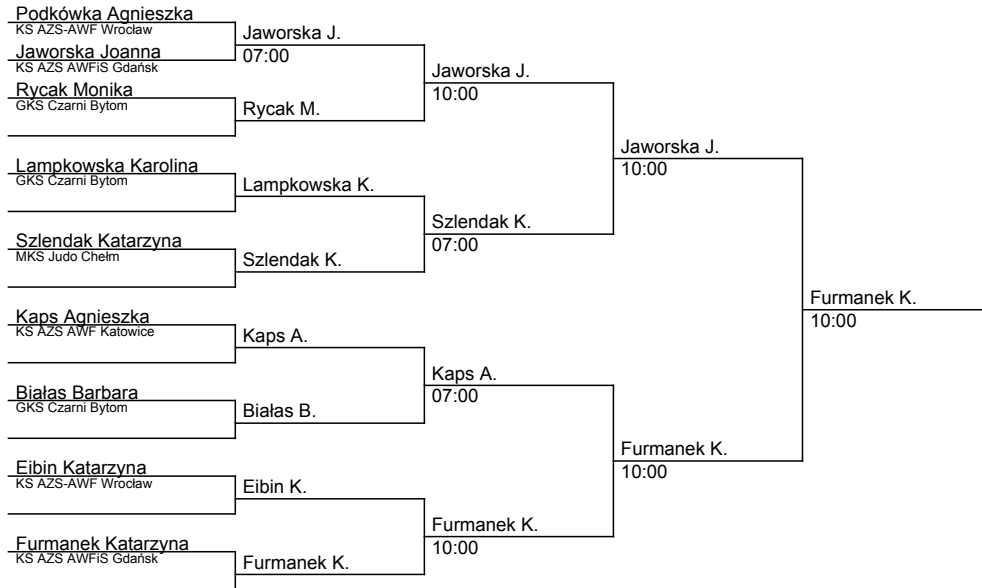 Podkówka Agnieszka
KS AZS-AWF Wrocław
Jaworska Joanna
KS AZS AWFiS Gdańsk
Rycak Monika
GKS Czarni Bytom
Lampkowska Karolina
GKS Czarni Bytom
Szlendak Katarzyna
MKS Judo Chełm
Kaps Agnieszka
KS AZS AWF Katowice
Białas Barbara
GKS Czarni Bytom
Eibin Katarzyna
KS AZS-AWF Wrocław
Furmanek Katarzyna
KS AZS AWFiS Gdańsk
Jaworska J.
07:00
Rycak M.
Lampkowska K.
Szlendak K.
Kaps A.
Białas B.
Eibin K.
Furmanek K.
Jaworska J.
10:00
Szlendak K.
07:00
Kaps A.
07:00
Furmanek K.
10:00
Jaworska J.
10:00
Furmanek K.
10:00
Furmanek K.
10:00